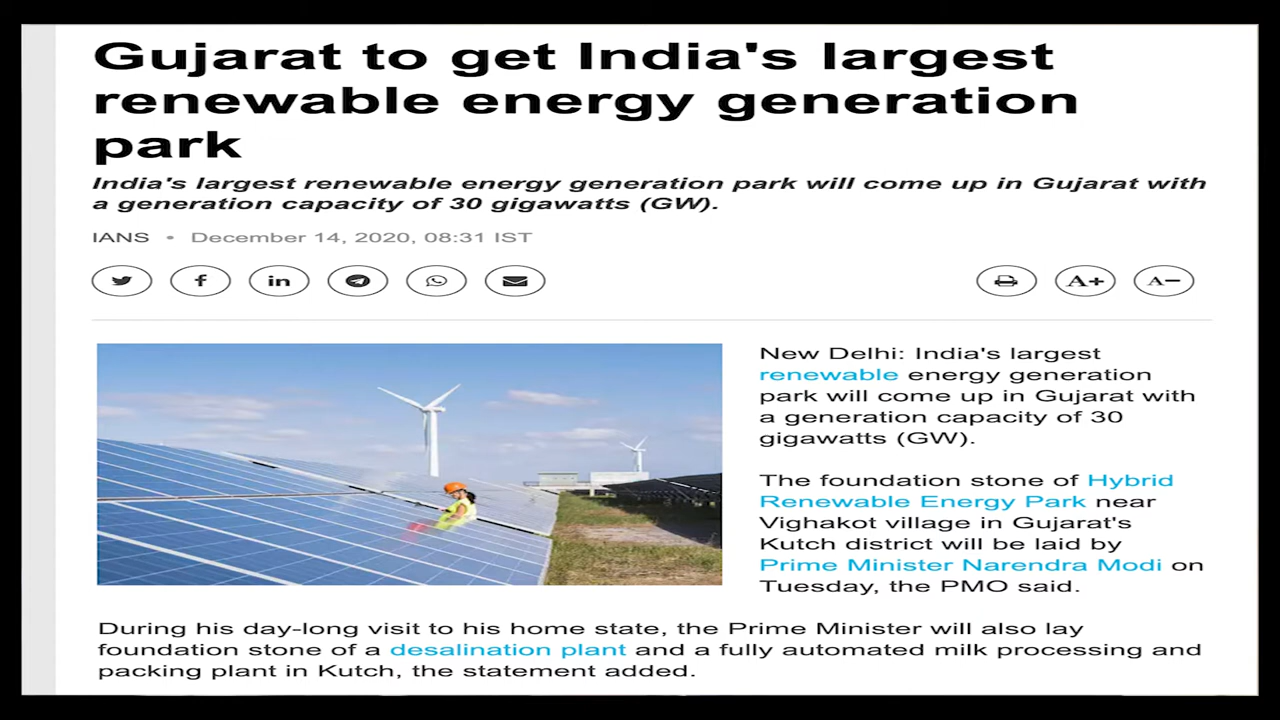 Gujarat to get India's largest
renewable energy generation
park
India's largest renewable energy generation park will come up in Gujarat with
a generation capacity of 30 gigawatts (GW).
IANS • December 14, 2020, 08:31 IST
A+
A-
New Delhi: India's largest
renewable energy generation
park will come up in Gujarat with
a generation capacity of 30
gigawatts (GW).
The foundation stone of Hybrid
Renewable Energy Park near
Vighakot village in Gujarat's
Kutch district will be laid by
Prime Minister Narendra Modi on
Tuesday, the PMO said.
During his day-long visit to his home state, the Prime Minister will also lay
foundation stone of a desalination plant and a fully automated milk processing and
packing plant in Kutch, the statement added.